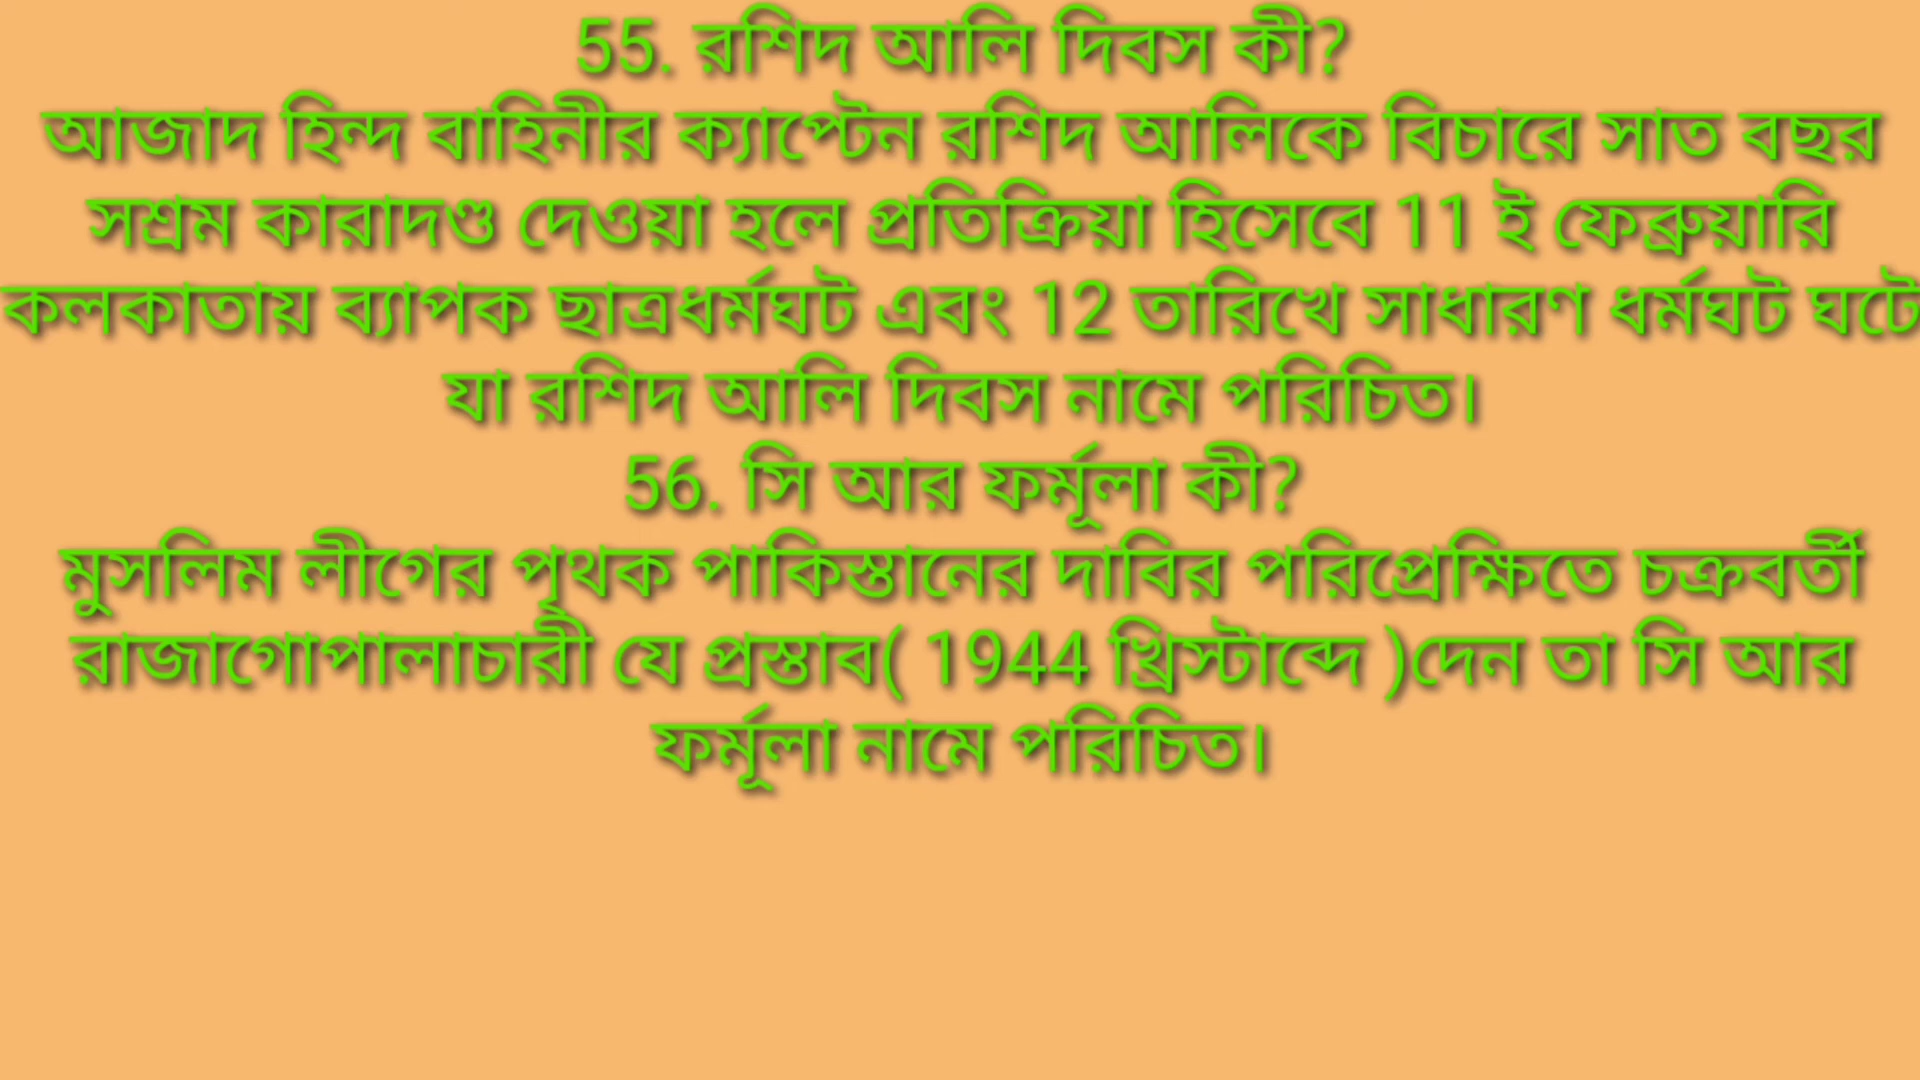 55. রশিদ আলি দিবস কী?
আজাদ হিন্দ বাহিনীর ক্যাপ্টেন রশিদ আলিকে বিচারে সাত বছর
সশ্রম কারাদণ্ড দেওয়া হলে প্রতিক্রিয়া হিসেবে 11 ই ফেব্রুয়ারি
কলকাতায় ব্যাপক ছাত্রধর্মঘট এবং 12 তারিখে সাধারণ ধর্মঘট ঘটে
যা রশিদ আলি দিবস নামে পরিচিত।
56. সি আর ফর্মূলা কী?
মুসলিম লীগের পৃথক পাকিস্তানের দাবির পরিপ্রেক্ষিতে চক্রবর্তী
রাজাগোপালাচারী যে প্রস্তাব( 1944 খ্রিস্টাব্দে )দেন তা সি আর
ফর্মূলা নামে পরিচিত।